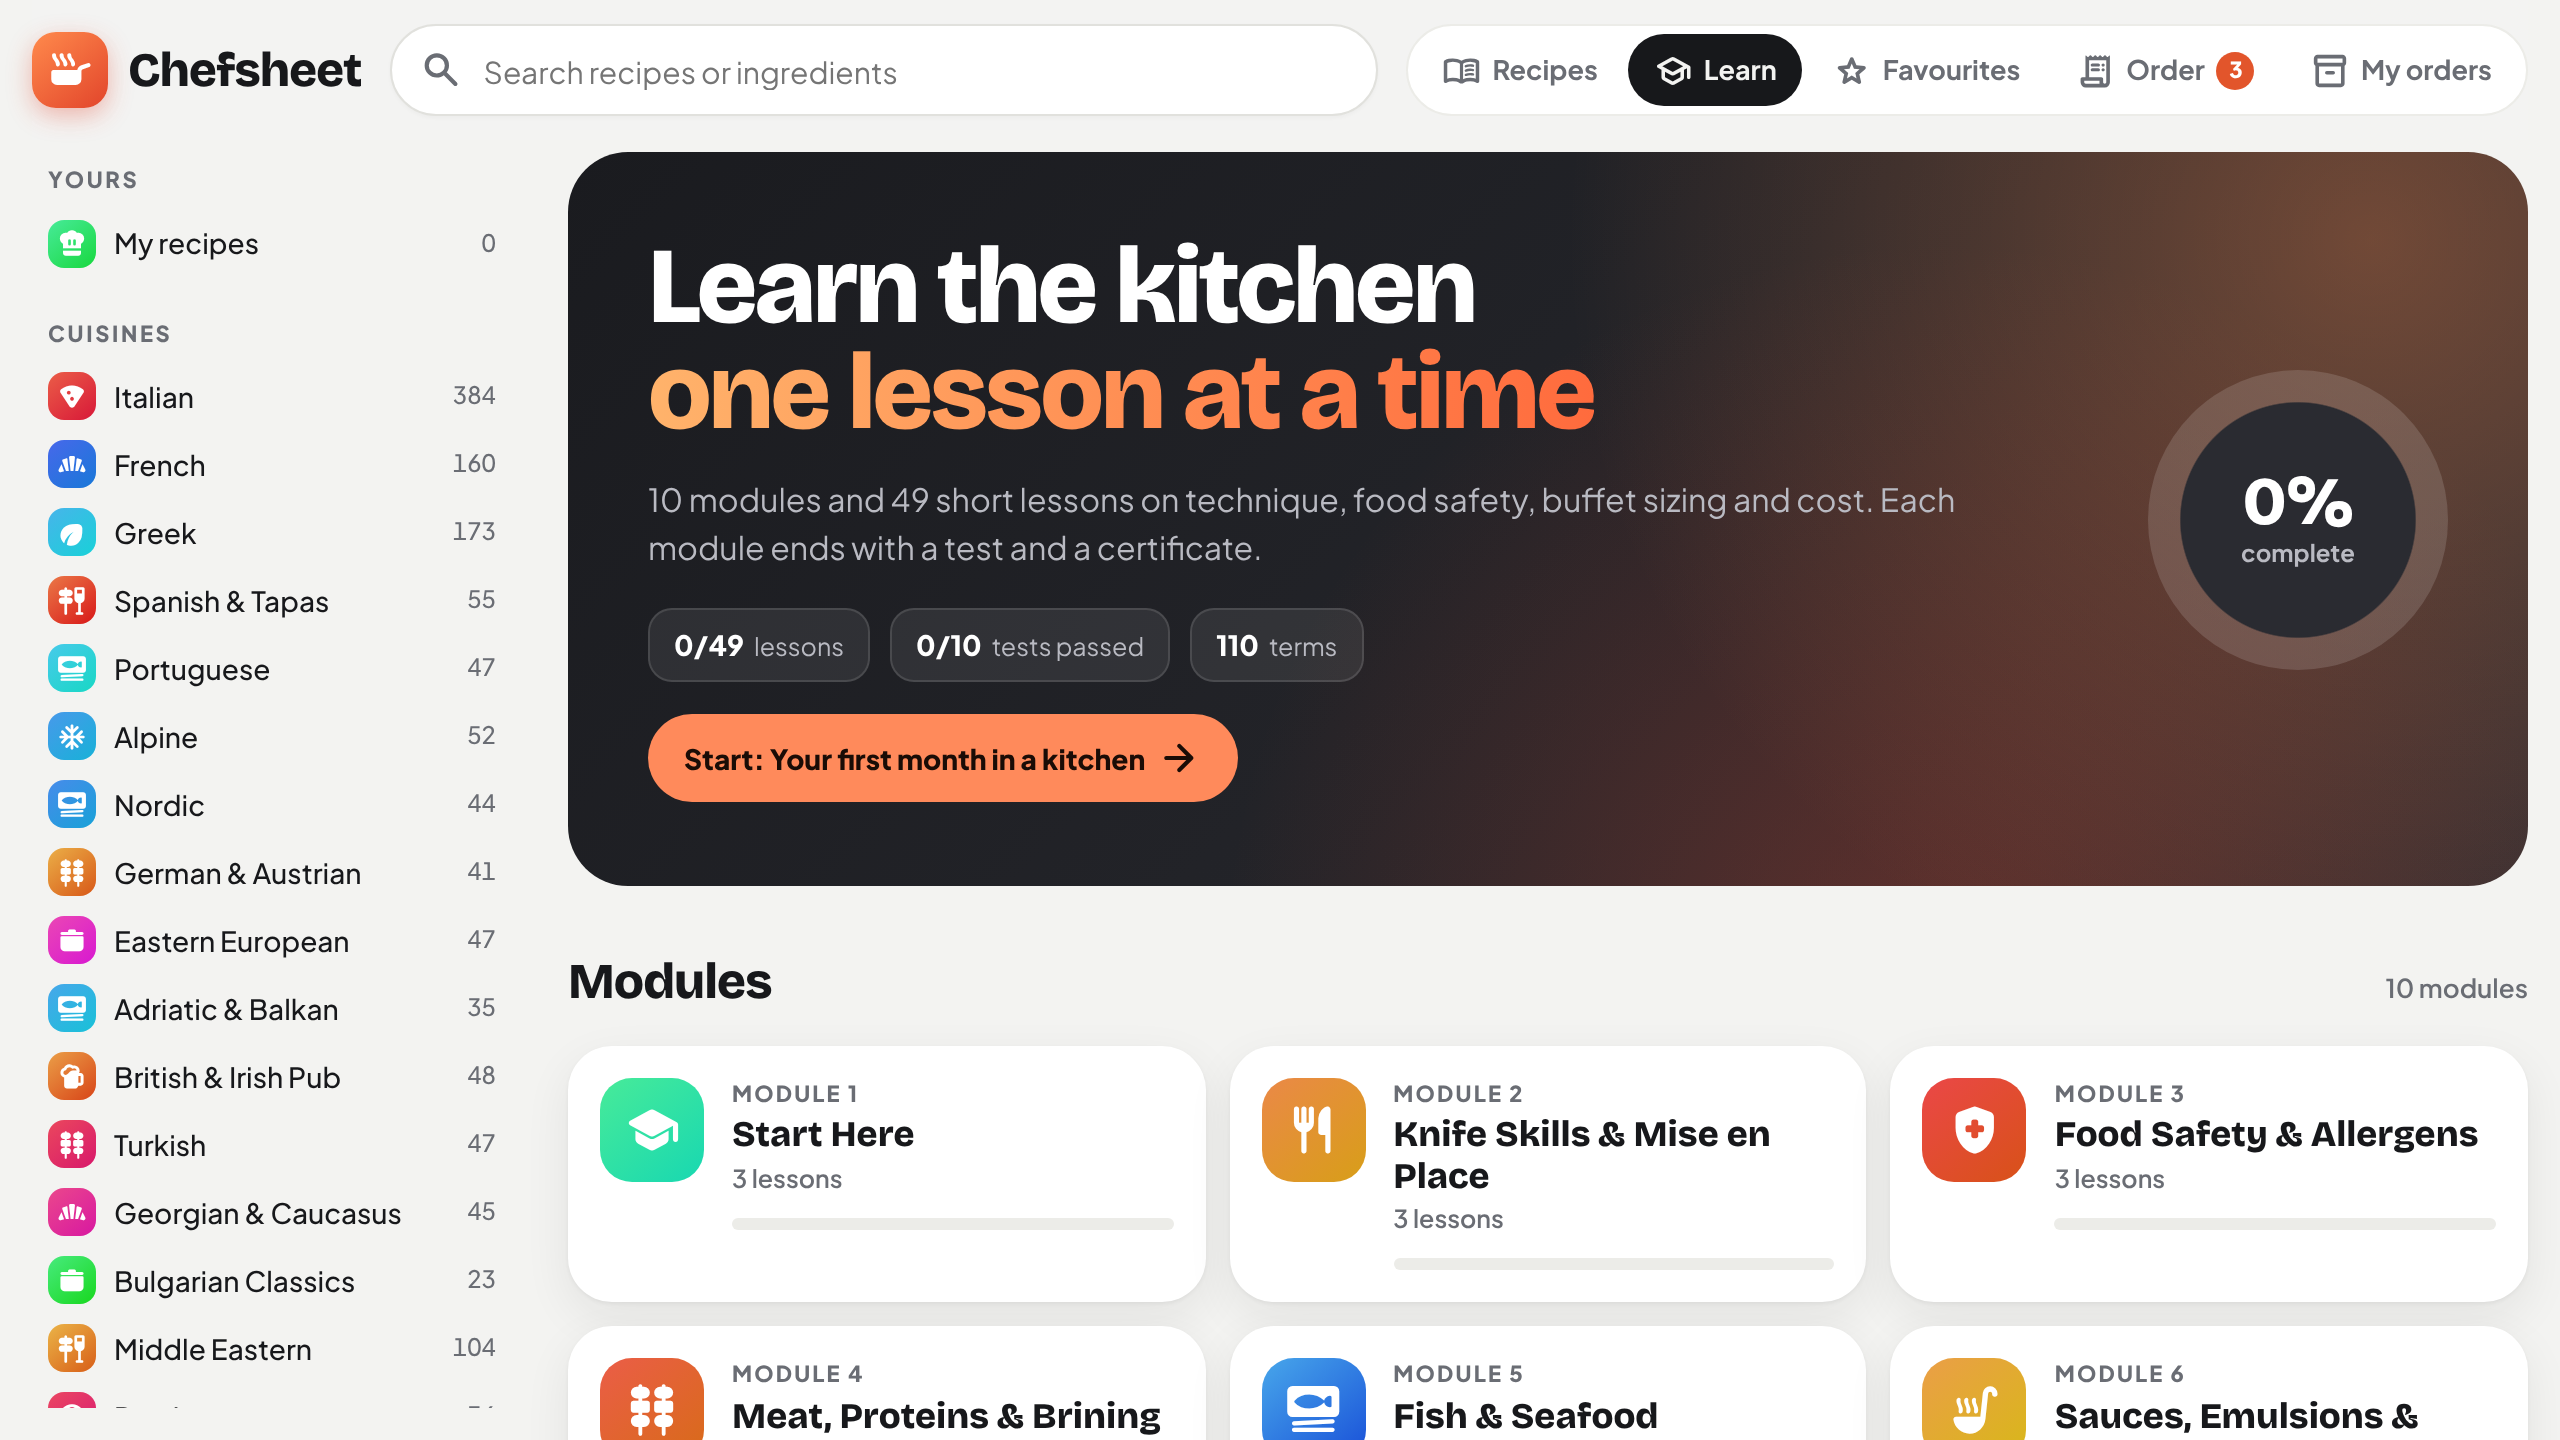 Chefsheet
Search recipes or ingredients
Recipes
Learn
Favourites
Order 3
My orders
YOURS
My recipes 0
CUISINES
Italian 384
French 160
Greek 173
Spanish & Tapas 55
Portuguese 47
Alpine 52
Nordic 44
German & Austrian 41
Eastern European 47
Adriatic & Balkan 35
British & Irish Pub 48
Turkish 47
Georgian & Caucasus 45
Bulgarian Classics 23
Middle Eastern 104
Learn the kitchen
one lesson at a time
10 modules and 49 short lessons on technique, food safety, buffet sizing and cost. Each
module ends with a test and a certificate.
0/49 lessons
0/10 tests passed
110 terms
Start: Your first month in a kitchen
0%
complete
Modules
10 modules
MODULE 1
Start Here
3 lessons
MODULE 2
Knife Skills & Mise en
Place
3 lessons
MODULE 3
Food Safety & Allergens
3 lessons
MODULE 4
Meat, Proteins & Brining
MODULE 5
Fish & Seafood
MODULE 6
Sauces, Emulsions &